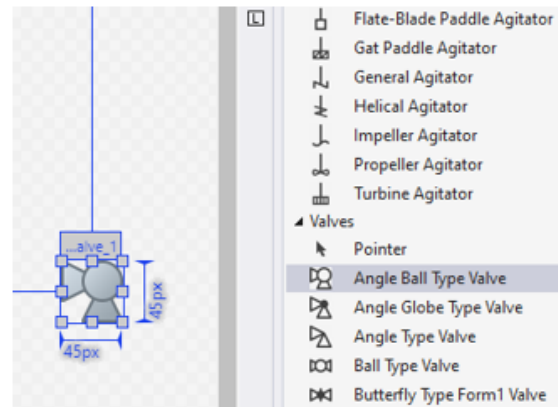 L
Flate-Blade Paddle Agitator
Gat Paddle Agitator
General Agitator
Helical Agitator
Impeller Agitator
Propeller Agitator
Turbine Agitator
Valves
Pointer
Angle Ball Type Valve
Angle Globe Type Valve
Angle Type Valve
Ball Type Valve
Butterfly Type Form1 Valve
...alve_1
45px
45px